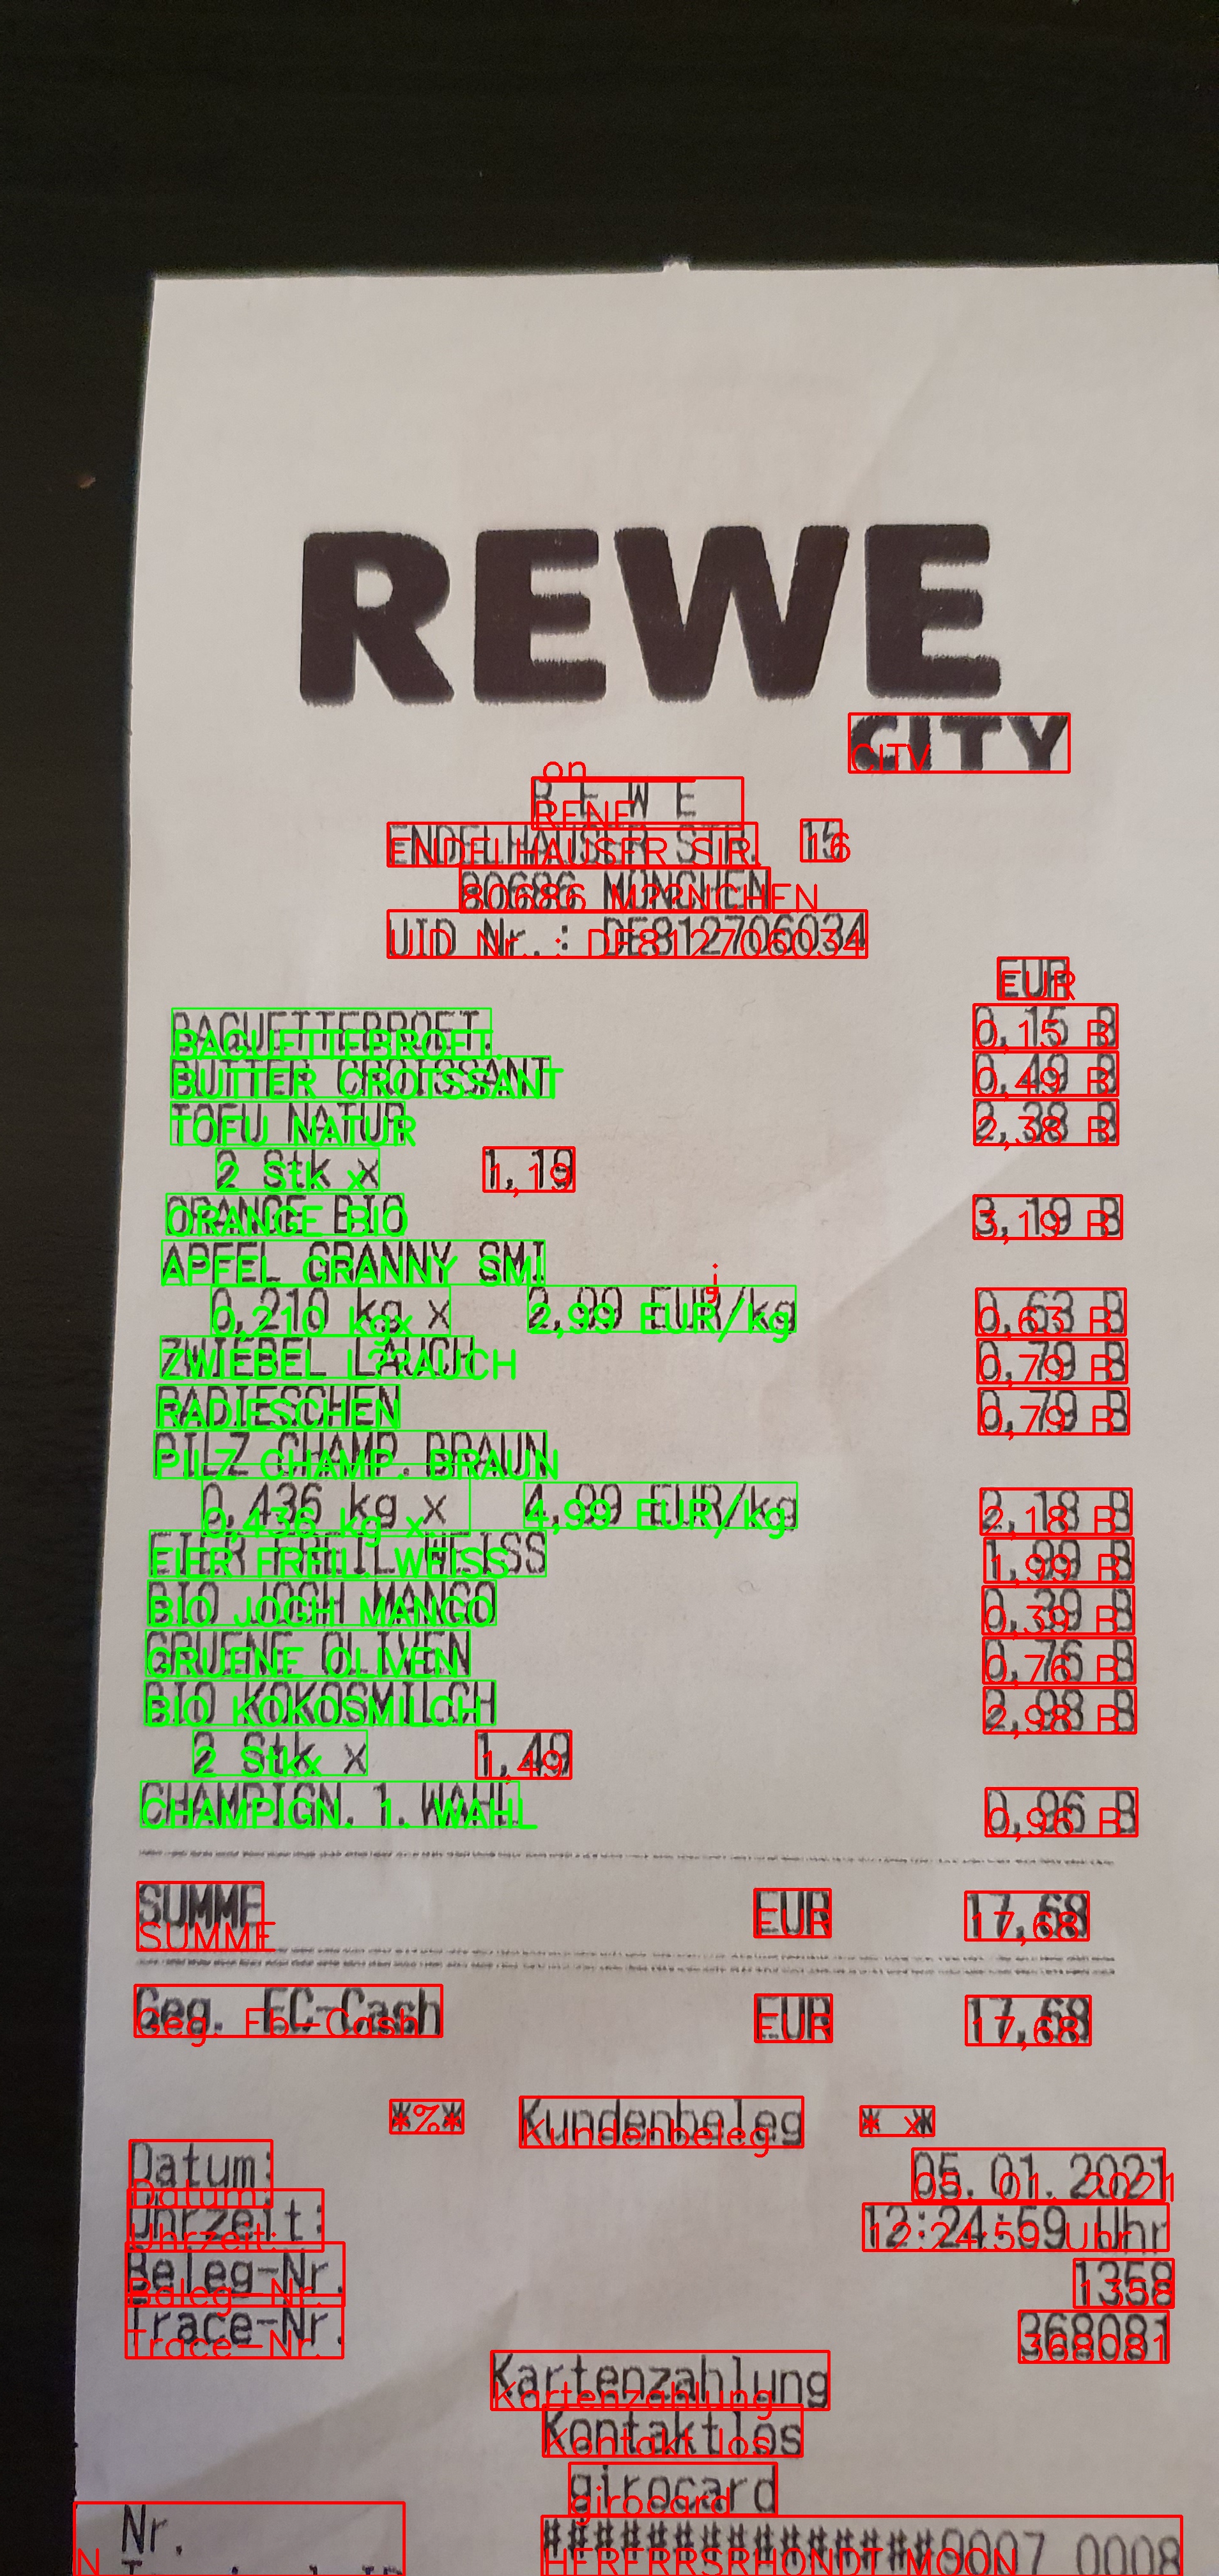 REWE
CITY
R E W E
ENDELHAUSER STR. 15
80686 MÜNCHEN
UID Nr.: DE812706034
EUR
BAGUETTEBROET. 0,15 B
BUTTER CROISSANT 0,49 B
TOFU NATUR 2,38 B
2 Stk x 1,19
ORANGE BIO 3,19 B
APFEL GRANNY SMI
0,210 kg x 2,99 EUR/kg 0,63 B
ZWIEBEL LAUCH 0,79 B
RADIESCHEN 0,79 B
PILZ CHAMP. BRAUN
0,436 kg x 4,99 EUR/kg 2,18 B
EIER FREIL.WEISS 1,99 B
BIO JOGH MANGO 0,39 B
GRUENE OLIVEN 0,76 B
BIO KOKOSMILCH 2,98 B
2 Stk x 1,49
CHAMPIGN. 1. WAHL 0,96 B
SUMME EUR 17,68
Geg. EC-Cash EUR 17,68
* * Kundenbeleg * *
Datum: 05.01.2021
Uhrzeit: 12:24:59 Uhr
Beleg-Nr. 1358
Trace-Nr. 368081
Kartenzahlung
Kontaktlos
girocard
Nr. ###############0007 0008